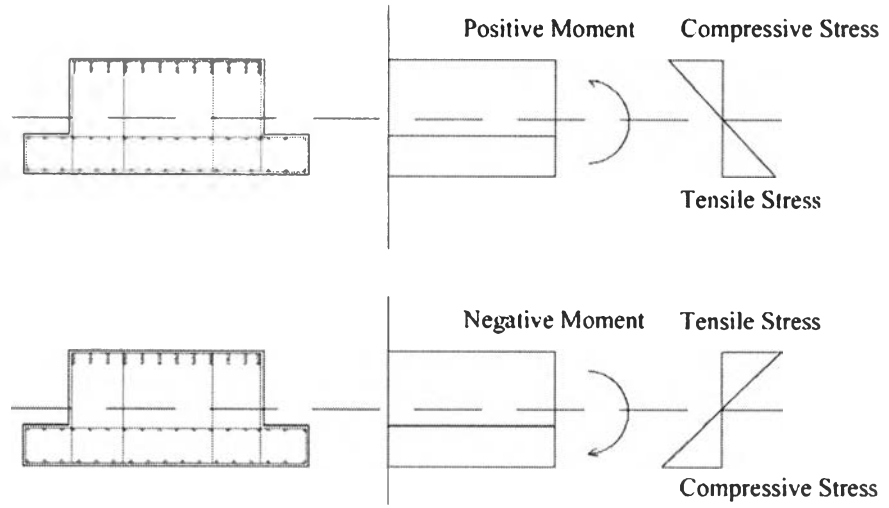 Positive Moment
Compressive Stress
Tensile Stress
Negative Moment
Tensile Stress
Compressive Stress